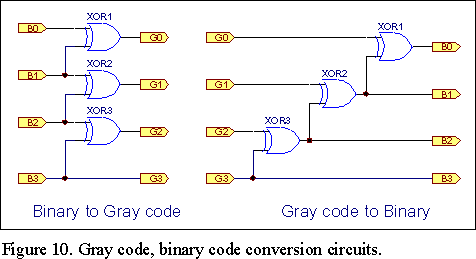 XOR1
B0 G0
XOR2
B1 G1
XOR3
B2 G2
B3 G3
Binary to Gray code
XOR1
G0 B0
XOR2
G1 B1
XOR3
G2 B2
G3 B3
Gray code to Binary
Figure 10. Gray code, binary code conversion circuits.